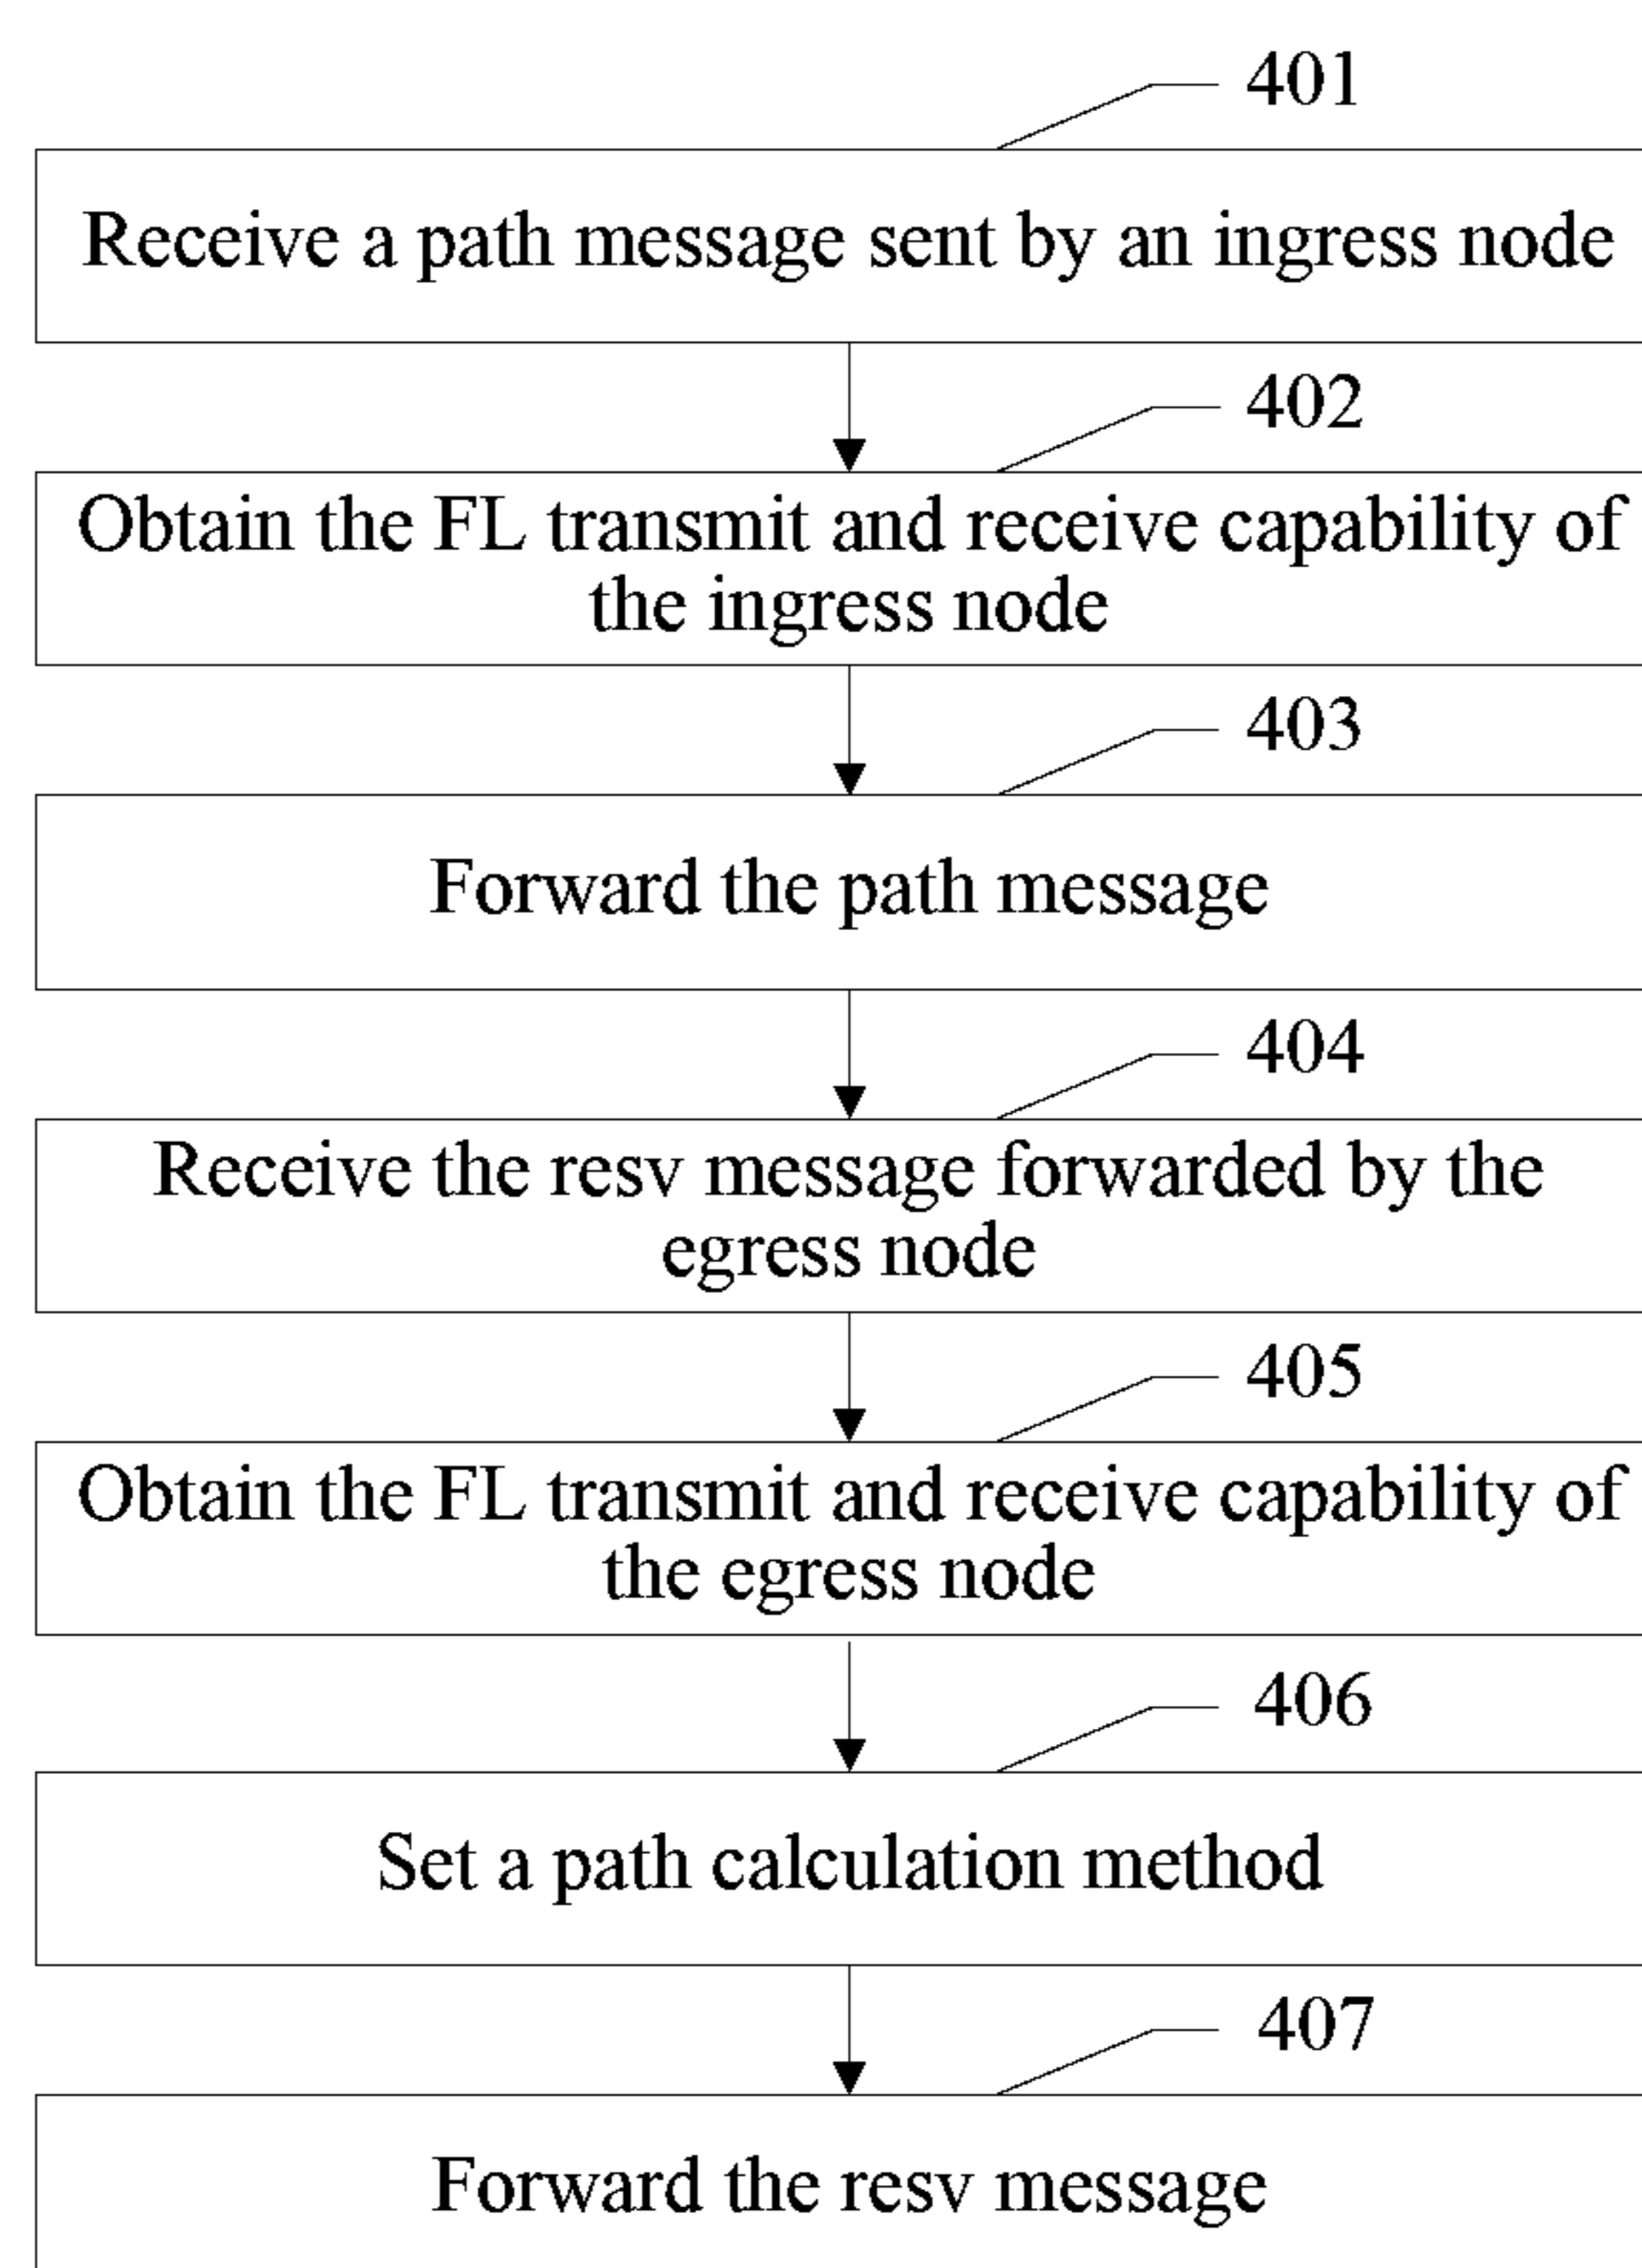 401
Receive a path message sent by an ingress node
402
Obtain the FL transmit and receive capability of
the ingress node
403
Forward the path message
404
Receive the resv message forwarded by the
egress node
405
Obtain the FL transmit and receive capability of
the egress node
406
Set a path calculation method
407
Forward the resv message